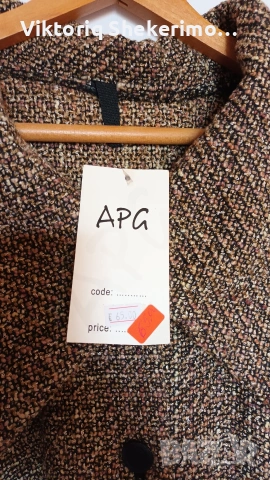 Viktoriq Shekerimo...
APG
code: ...........
price: ....